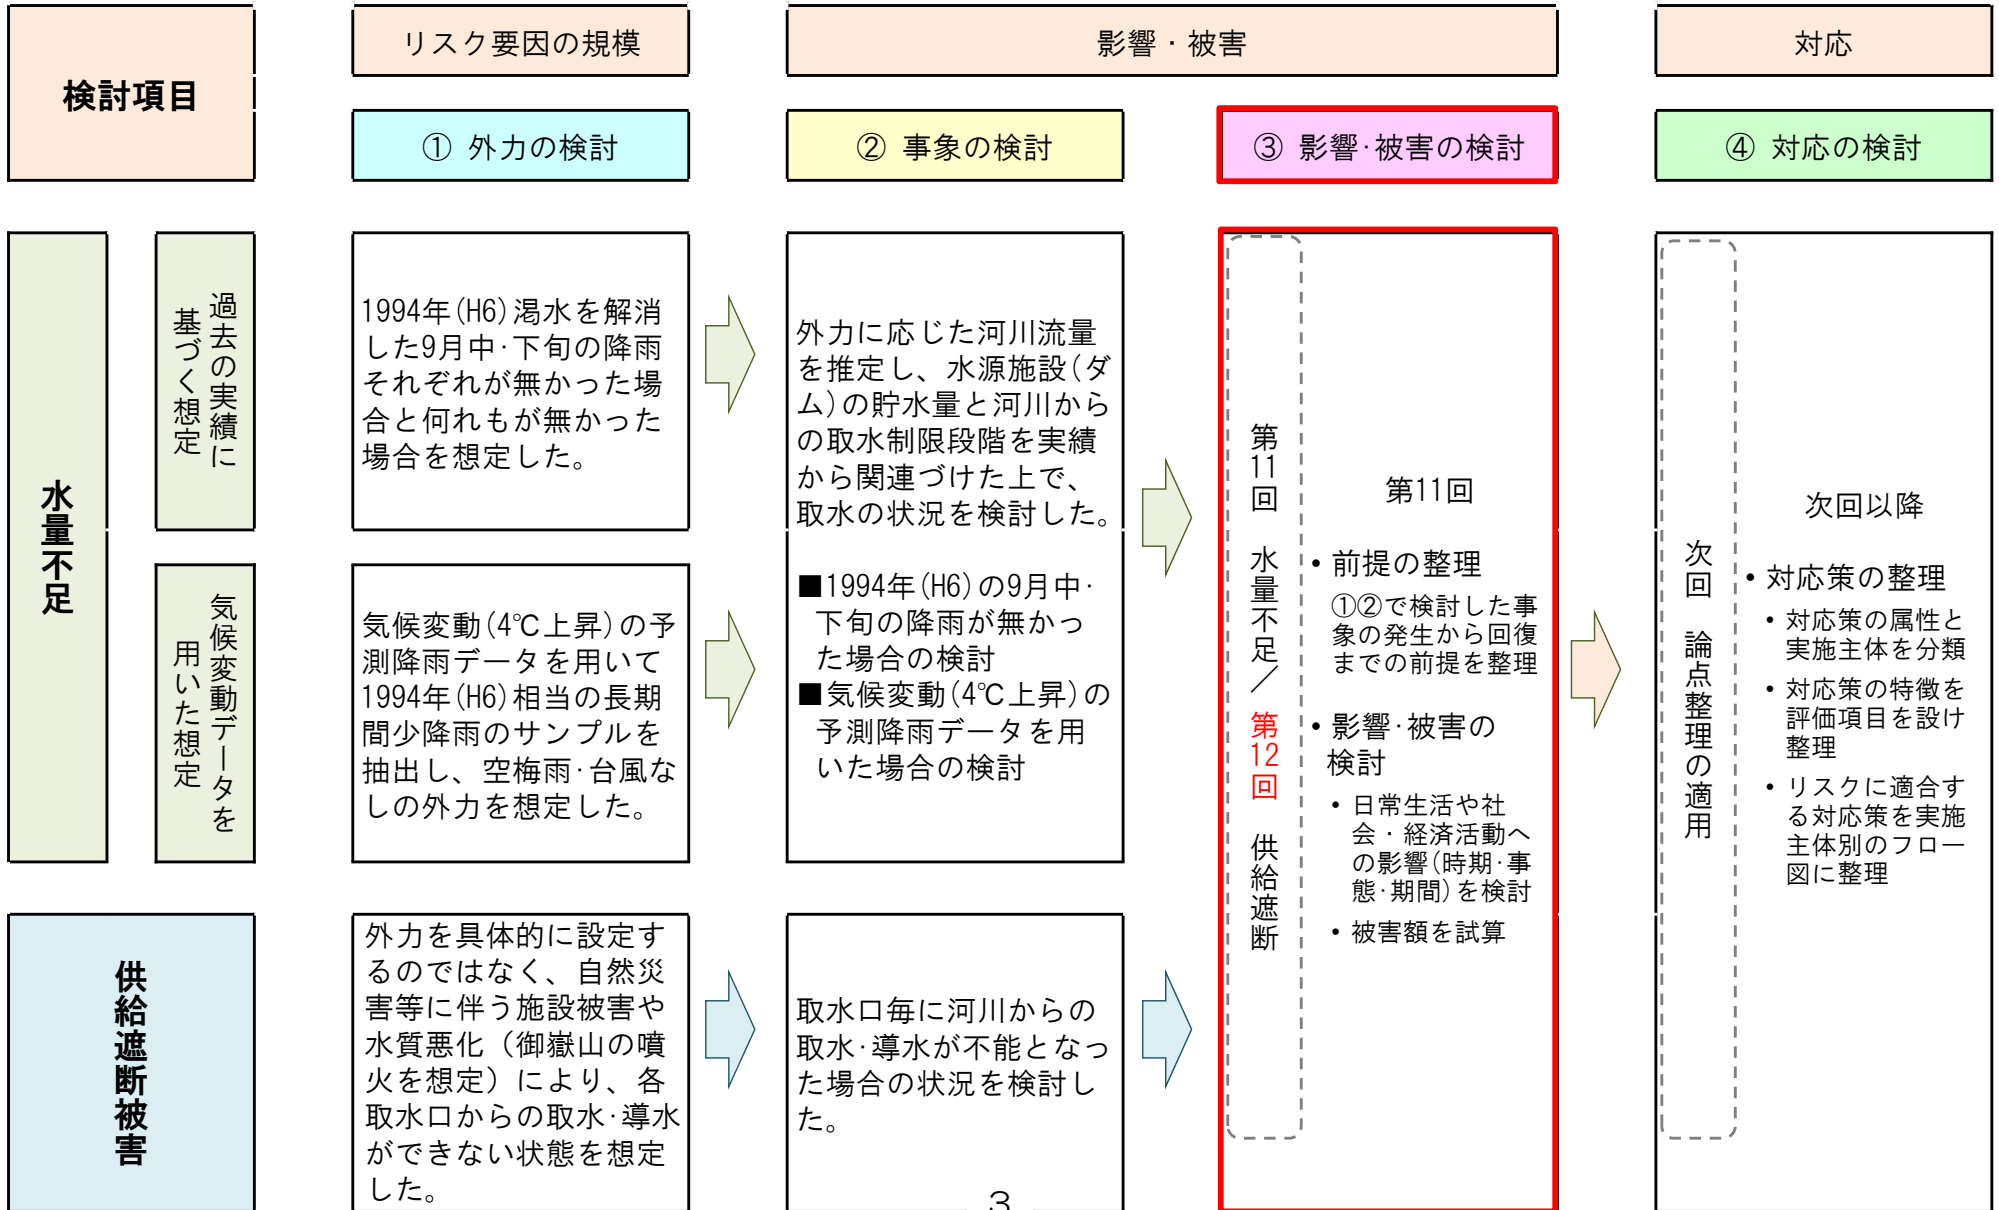 検討項目
リスク要因の規模
影響・被害
対応
① 外力の検討
② 事象の検討
③ 影響･被害の検討
④ 対応の検討
水量不足
過去の実績に
基づく想定
1994年(H6)渇水を解消
した9月中･下旬の降雨
それぞれが無かった場
合と何れもが無かった
場合を想定した。
気候変動データを
用いた想定
気候変動(4℃上昇)の予
測降雨データを用いて
1994年(H6)相当の長期
間少降雨のサンプルを
抽出し、空梅雨･台風な
しの外力を想定した。
外力に応じた河川流量
を推定し、水源施設(ダ
ム)の貯水量と河川から
の取水制限段階を実績
から関連づけた上で、
取水の状況を検討した。
■1994年(H6)の9月中･
下旬の降雨が無かっ
た場合の検討
■気候変動(4℃上昇)の
予測降雨データを用
いた場合の検討
供給遮断被害
外力を具体的に設定す
るのではなく、自然災
害等に伴う施設被害や
水質悪化（御嶽山の噴
火を想定）により、各
取水口からの取水･導水
ができない状態を想定
した。
取水口毎に河川からの
取水･導水が不能となっ
た場合の状況を検討し
た。
第11回 水量不足／第12回 供給遮断
第11回
• 前提の整理
①②で検討した事
象の発生から回復
までの前提を整理
• 影響･被害の
検討
• 日常生活や社
会・経済活動へ
の影響(時期･事
態･期間)を検討
• 被害額を試算
次回 論点整理の適用
次回以降
• 対応策の整理
• 対応策の属性と
実施主体を分類
• 対応策の特徴を
評価項目を設け
整理
• リスクに適合す
る対応策を実施
主体別のフロー
図に整理
3